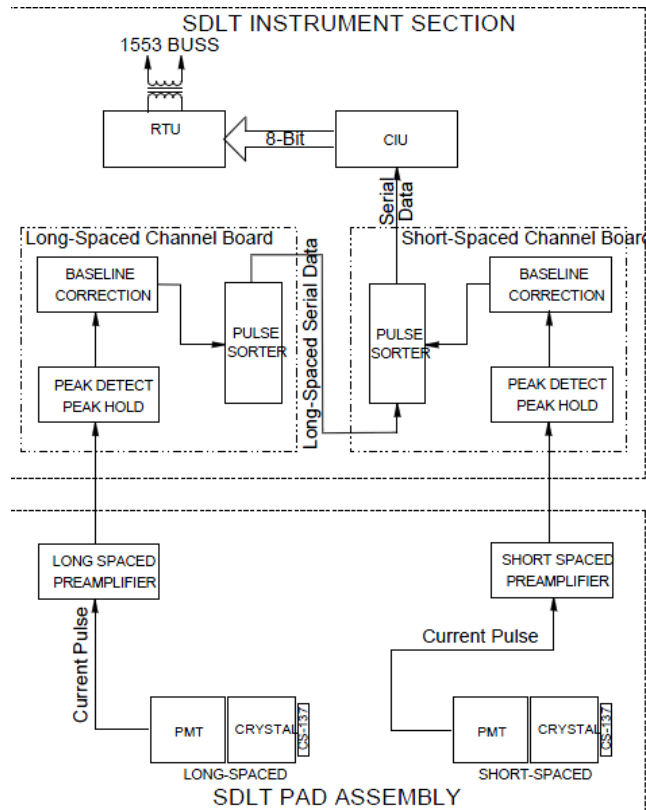 SDLT INSTRUMENT SECTION
1553 BUSS
RTU
8-Bit
CIU
Serial
Data
Long-Spaced Channel Board
Short-Spaced Channel Board
BASELINE
CORRECTION
PULSE
SORTER
PEAK DETECT
PEAK HOLD
Long-Spaced Serial Data
PULSE
SORTER
BASELINE
CORRECTION
PEAK DETECT
PEAK HOLD
LONG SPACED
PREAMPLIFIER
SHORT SPACED
PREAMPLIFIER
Current Pulse
Current Pulse
PMT
CRYSTAL
CS-137
LONG-SPACED
PMT
CRYSTAL
CS-137
SHORT-SPACED
SDLT PAD ASSEMBLY